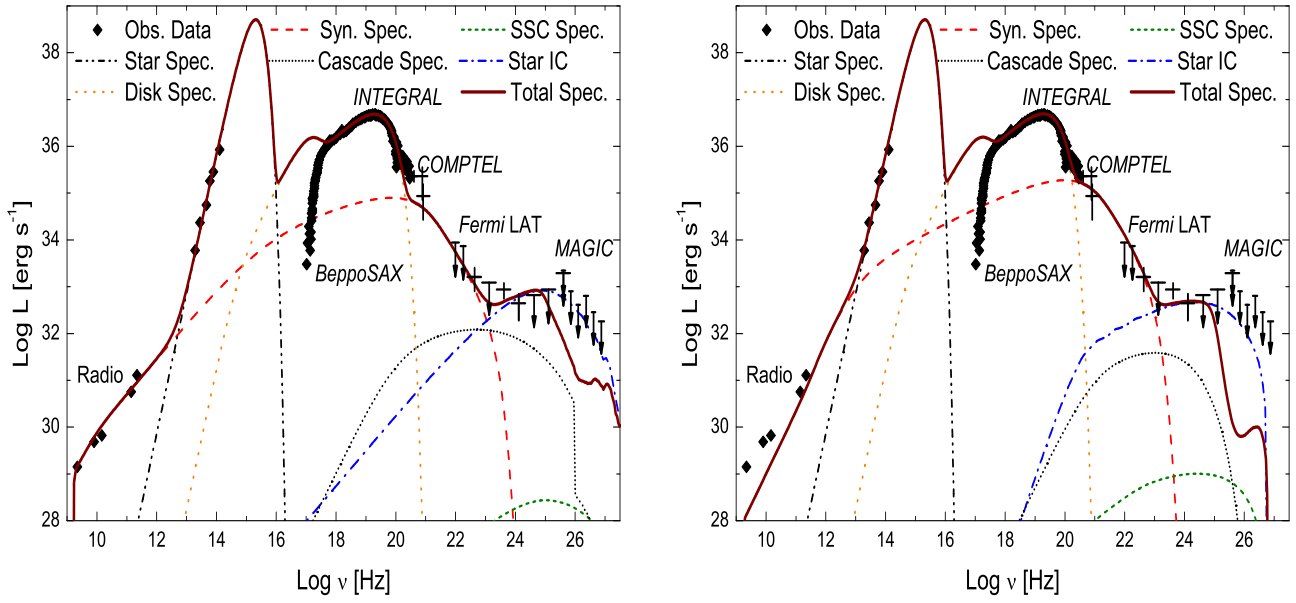 Obs. Data Syn. Spec. SSC Spec.
Star Spec. Cascade Spec. Star IC
Disk Spec. INTEGRAL Total Spec.
COMPTEL
Fermi LAT
MAGIC
BeppoSAX
Radio
38
36
34
32
30
28
Log L [erg s⁻¹]
10 12 14 16 18 20 22 24 26
Log ν [Hz]
Obs. Data Syn. Spec. SSC Spec.
Star Spec. Cascade Spec. Star IC
Disk Spec. INTEGRAL Total Spec.
COMPTEL
Fermi LAT
MAGIC
BeppoSAX
Radio
38
36
34
32
30
28
Log L [erg s⁻¹]
10 12 14 16 18 20 22 24 26
Log ν [Hz]